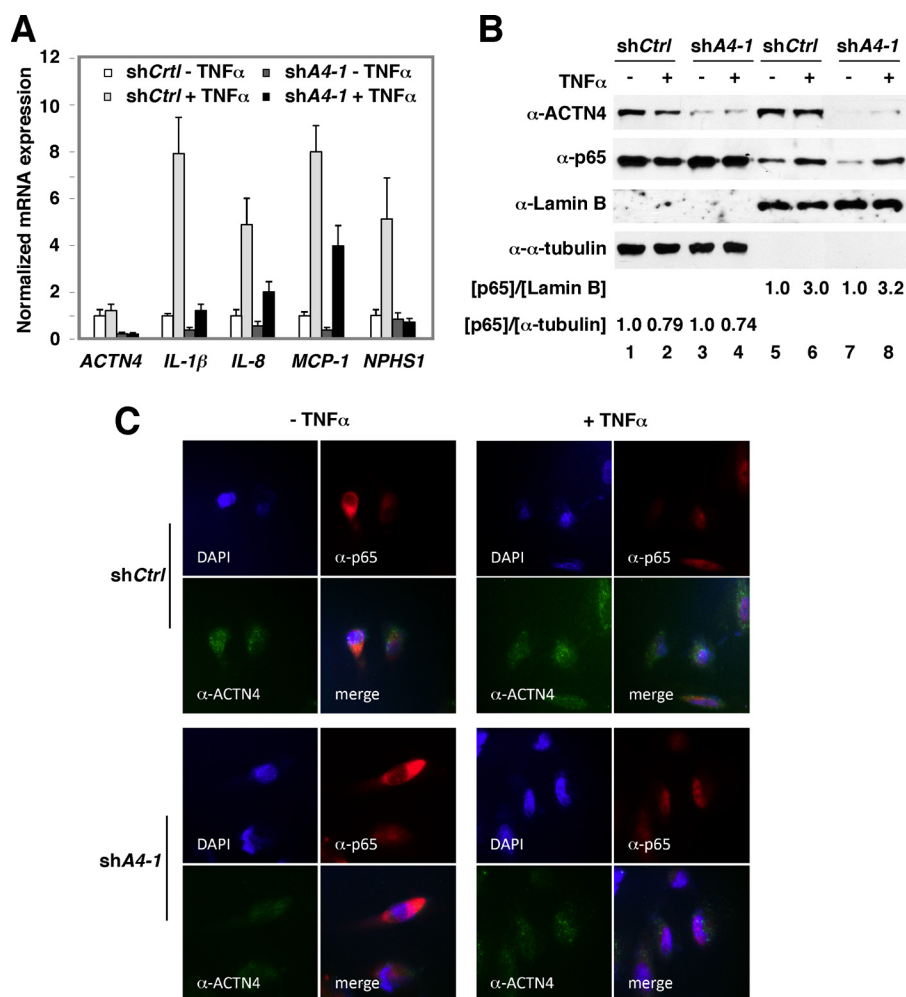 A
Normalized mRNA expression
12
10
8
6
4
2
0
shCrtl - TNFα
shCtrl + TNFα
shA4-1 - TNFα
shA4-1 + TNFα
ACTN4 IL-1β IL-8 MCP-1 NPHS1
B
shCtrl shA4-1 shCtrl shA4-1
TNFα - + - + - + - +
α-ACTN4
α-p65
α-Lamin B
α-α-tubulin
[p65]/[Lamin B] 1.0 3.0 1.0 3.2
[p65]/[α-tubulin] 1.0 0.79 1.0 0.74
1 2 3 4 5 6 7 8
C
- TNFα + TNFα
shCtrl
DAPI α-p65 DAPI α-p65
α-ACTN4 merge α-ACTN4 merge
shA4-1
DAPI α-p65 DAPI α-p65
α-ACTN4 merge α-ACTN4 merge